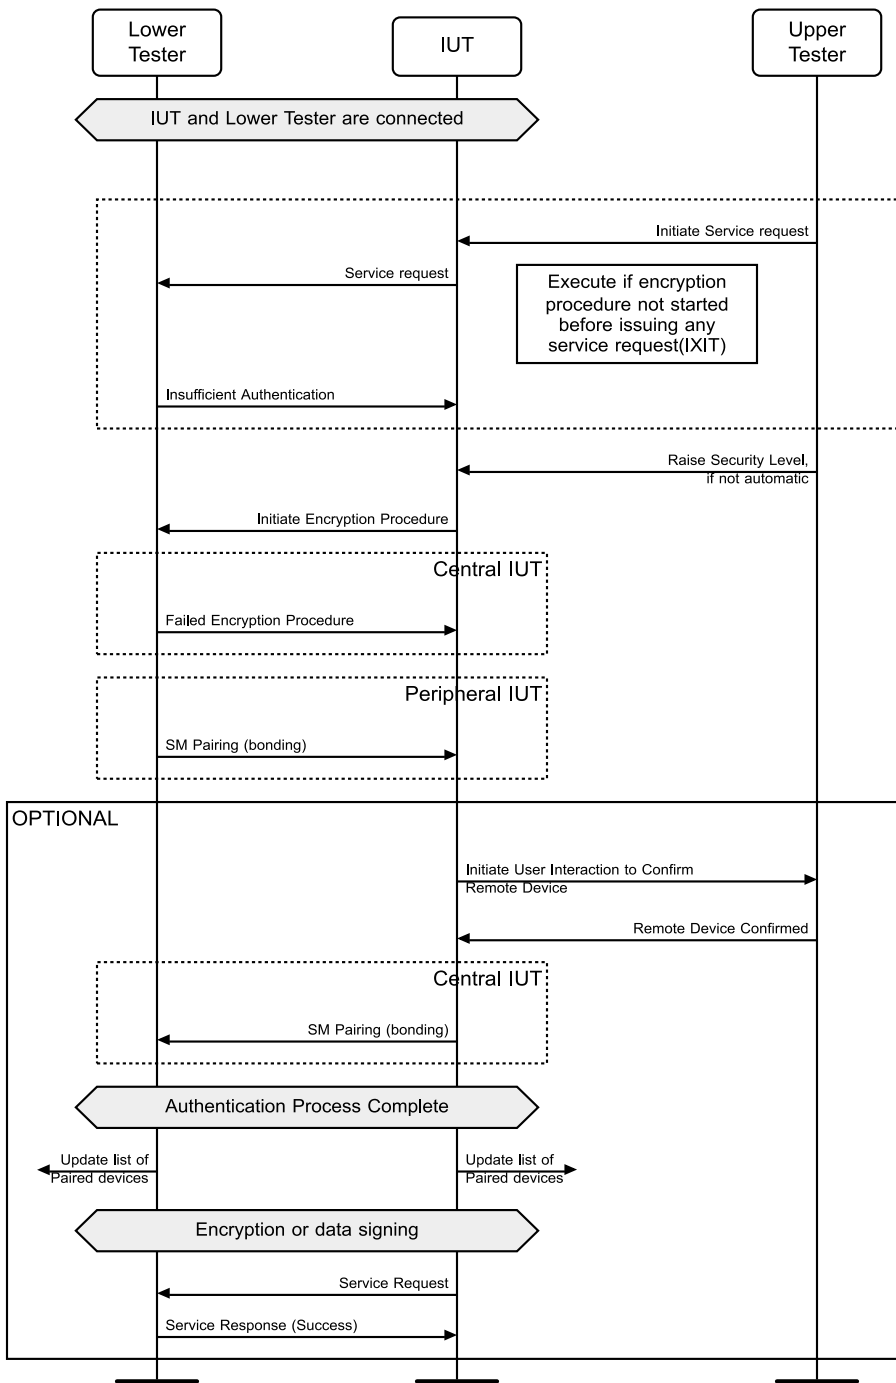 Lower
Tester
IUT
Upper
Tester
IUT and Lower Tester are connected
Initiate Service request
Service request
Execute if encryption
procedure not started
before issuing any
service request(IXIT)
Insufficient Authentication
Raise Security Level,
if not automatic
Initiate Encryption Procedure
Central IUT
Failed Encryption Procedure
Peripheral IUT
SM Pairing (bonding)
OPTIONAL
Initiate User Interaction to Confirm
Remote Device
Remote Device Confirmed
Central IUT
SM Pairing (bonding)
Authentication Process Complete
Update list of
Paired devices
Update list of
Paired devices
Encryption or data signing
Service Request
Service Response (Success)